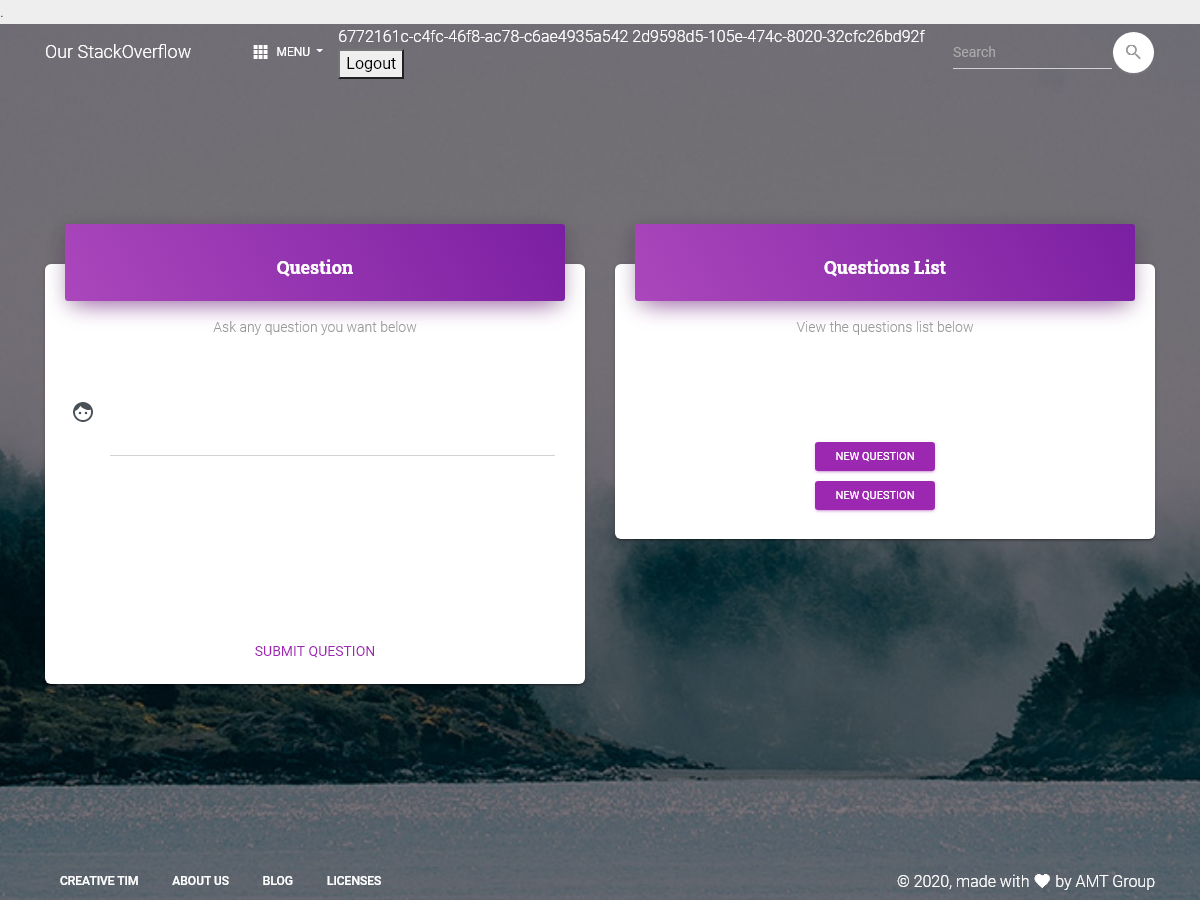 .
Our StackOverflow
MENU
6772161c-c4fc-46f8-ac78-c6ae4935a542 2d9598d5-105e-474c-8020-32cfc26bd92f
Logout
Search
Question
Ask any question you want below
SUBMIT QUESTION
Questions List
View the questions list below
NEW QUESTION
NEW QUESTION
CREATIVE TIM ABOUT US BLOG LICENSES
© 2020, made with by AMT Group